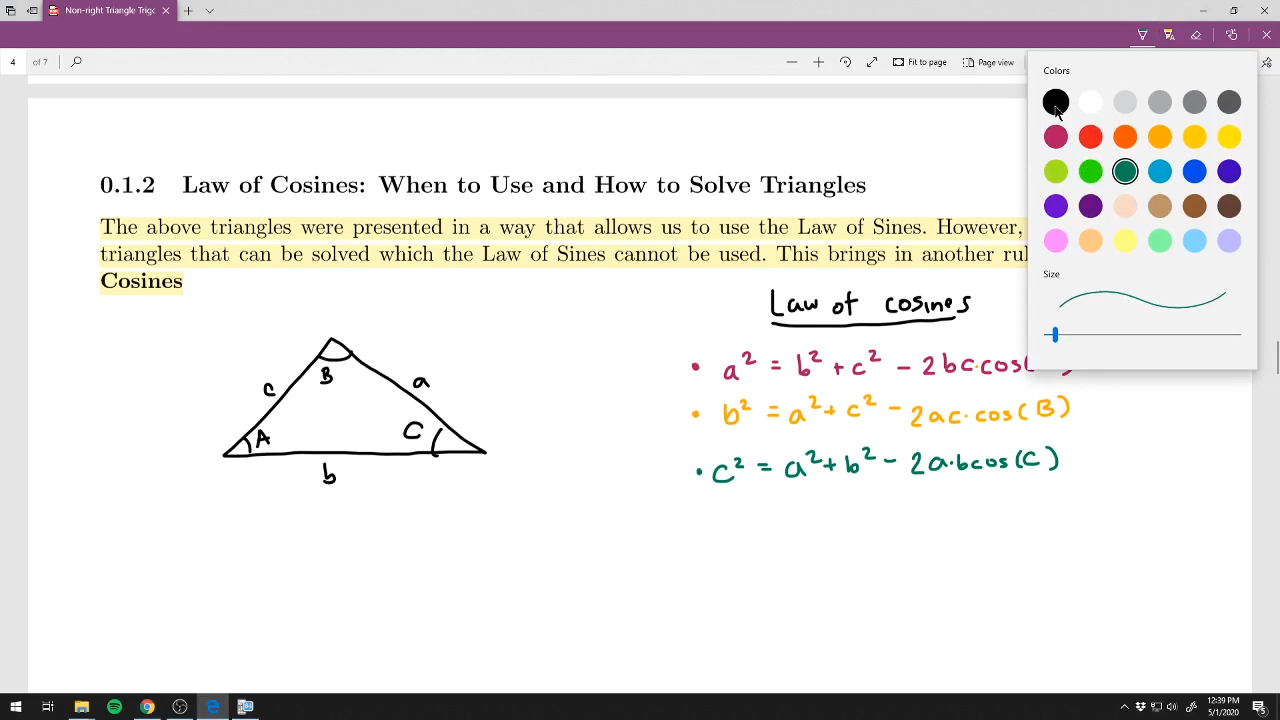 Non-right Triangle Trig
4 of 7
Fit to page
Page view
Colors
Size
0.1.2 Law of Cosines: When to Use and How to Solve Triangles
The above triangles were presented in a way that allows us to use the Law of Sines. However,
triangles that can be solved which the Law of Sines cannot be used. This brings in another
Cosines
Law of cosines
• a² = b² + c² - 2bc·cos(
• b² = a² + c² - 2ac·cos(B)
• c² = a² + b² - 2a·bcos(C)
B
c
a
A
C
b
12:39 PM
5/1/2020